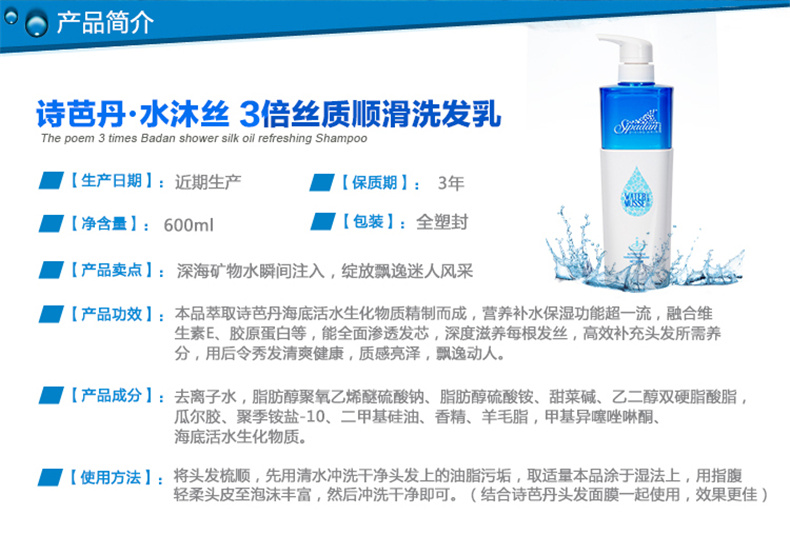 产品简介
诗芭丹·水沐丝 3倍丝质顺滑洗发乳
The poem 3 times Badan shower silk oil refreshing Shampoo
【生产日期】：近期生产
【保质期】：3年
【净含量】：600ml
【包装】：全塑封
【产品卖点】：深海矿物水瞬间注入，绽放飘逸迷人风采
【产品功效】：本品萃取诗芭丹海底活水生化物质精制而成，营养补水保湿功能超一流，融合维
生素E、胶原蛋白等，能全面渗透发芯，深度滋养每根发丝，高效补充头发所需养
分，用后令秀发清爽健康，质感亮泽，飘逸动人。
【产品成分】：去离子水，脂肪醇聚氧乙烯醚硫酸钠、脂肪醇硫酸铵、甜菜碱、乙二醇双硬脂酸脂，
瓜尔胶、聚季铵盐-10、二甲基硅油、香精、羊毛脂，甲基异噻唑啉酮、
海底活水生化物质。
【使用方法】：将头发梳顺，先用清水冲洗干净头发上的油脂污垢，取适量本品涂于湿法上，用指腹
轻柔头皮至泡沫丰富，然后冲洗干净即可。（结合诗芭丹头发面膜一起使用，效果更佳）
Spadan
WATER